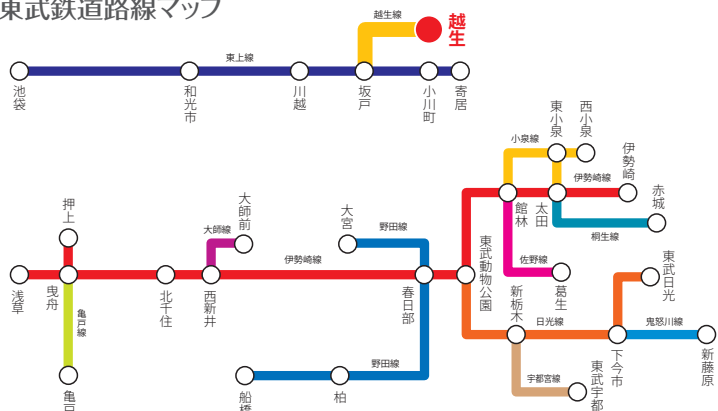 東武鉄道路線マップ
越生線
越生
東上線
池袋
和光市
川越
坂戸
小川町
寄居
東小泉
西小泉
小泉線
伊勢崎
伊勢崎線
赤城
押上
大師前
大宮
館林
太田
大師線
野田線
桐生線
東武動物公園
伊勢崎線
佐野線
東武日光
浅草
曳舟
北千住
西新井
春日部
新栃木
葛生
亀戸線
日光線
鬼怒川線
下今市
新藤原
野田線
宇都宮線
亀戸
船橋
柏
東武宇都